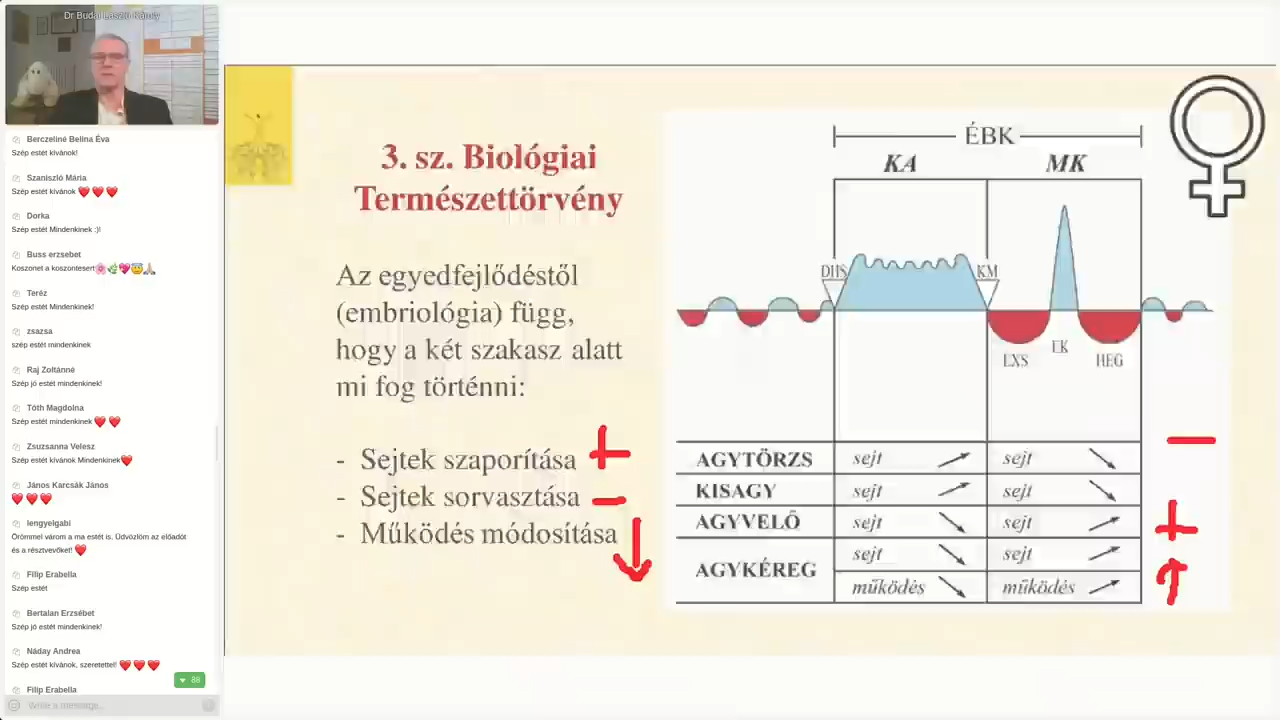 Dr Budai László Károly
Berczeliné Belina Éva
Szép estét kívánok!
Szaniszló Mária
Szép estét kívánok
Dorka
Szép estét Mindenkinek :)!
Buss erzsebet
Koszonet a koszontesert
Teréz
Szép estét Mindenkinek!
zsazsa
szép estét mindenkinek
Raj Zoltánné
Szép jó estét mindenkinek!
Tóth Magdolna
Szép estét mindenkinek
Zsuzsanna Velesz
Szép estét kívánok Mindenkinek
János Karcsák János
lengyelgabi
Örömmel várom a ma estét is. Üdvözlöm az előadót
és a résztvevőket!
Filip Erabella
Szép estét
Bertalan Erzsébet
Szép jó estét mindenkinek!
Náday Andrea
Szép estét kívánok, szeretettel!
88
Filip Erabella
Write a message...
3. sz. Biológiai
Természettörvény
Az egyedfejlődéstől
(embriológia) függ,
hogy a két szakasz alatt
mi fog történni:
- Sejtek szaporítása +
- Sejtek sorvasztása –
- Működés módosítása
ÉBK
KA MK
DHS KM
EXS EK HEG
AGYTÖRZS sejt sejt
KISAGY sejt sejt
AGYVELŐ sejt sejt
AGYKÉREG sejt sejt
működés működés
–
+